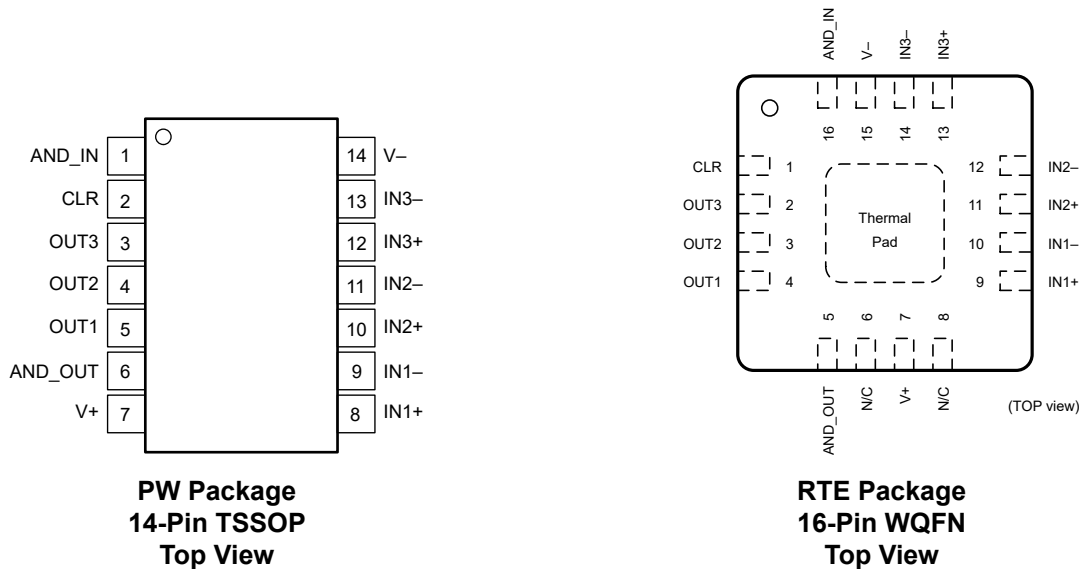 AND_IN 1
CLR 2
OUT3 3
OUT2 4
OUT1 5
AND_OUT 6
V+ 7
14 V–
13 IN3–
12 IN3+
11 IN2–
10 IN2+
9 IN1–
8 IN1+
PW Package
14-Pin TSSOP
Top View
AND_IN
V–
IN3–
IN3+
16
15
14
13
CLR 1
OUT3 2
OUT2 3
OUT1 4
Thermal
Pad
12 IN2–
11 IN2+
10 IN1–
9 IN1+
5
6
7
8
AND_OUT
N/C
V+
N/C
(TOP view)
RTE Package
16-Pin WQFN
Top View